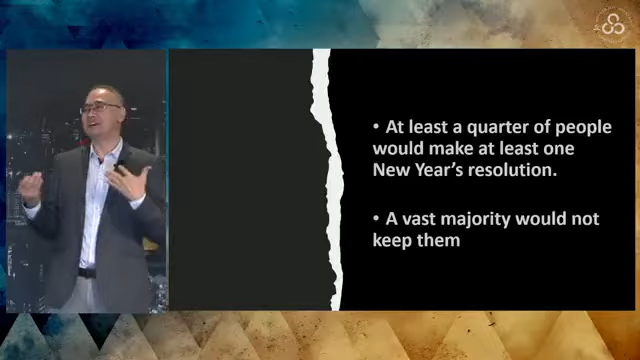 • At least a quarter of people
would make at least one
New Year's resolution.
• A vast majority would not
keep them